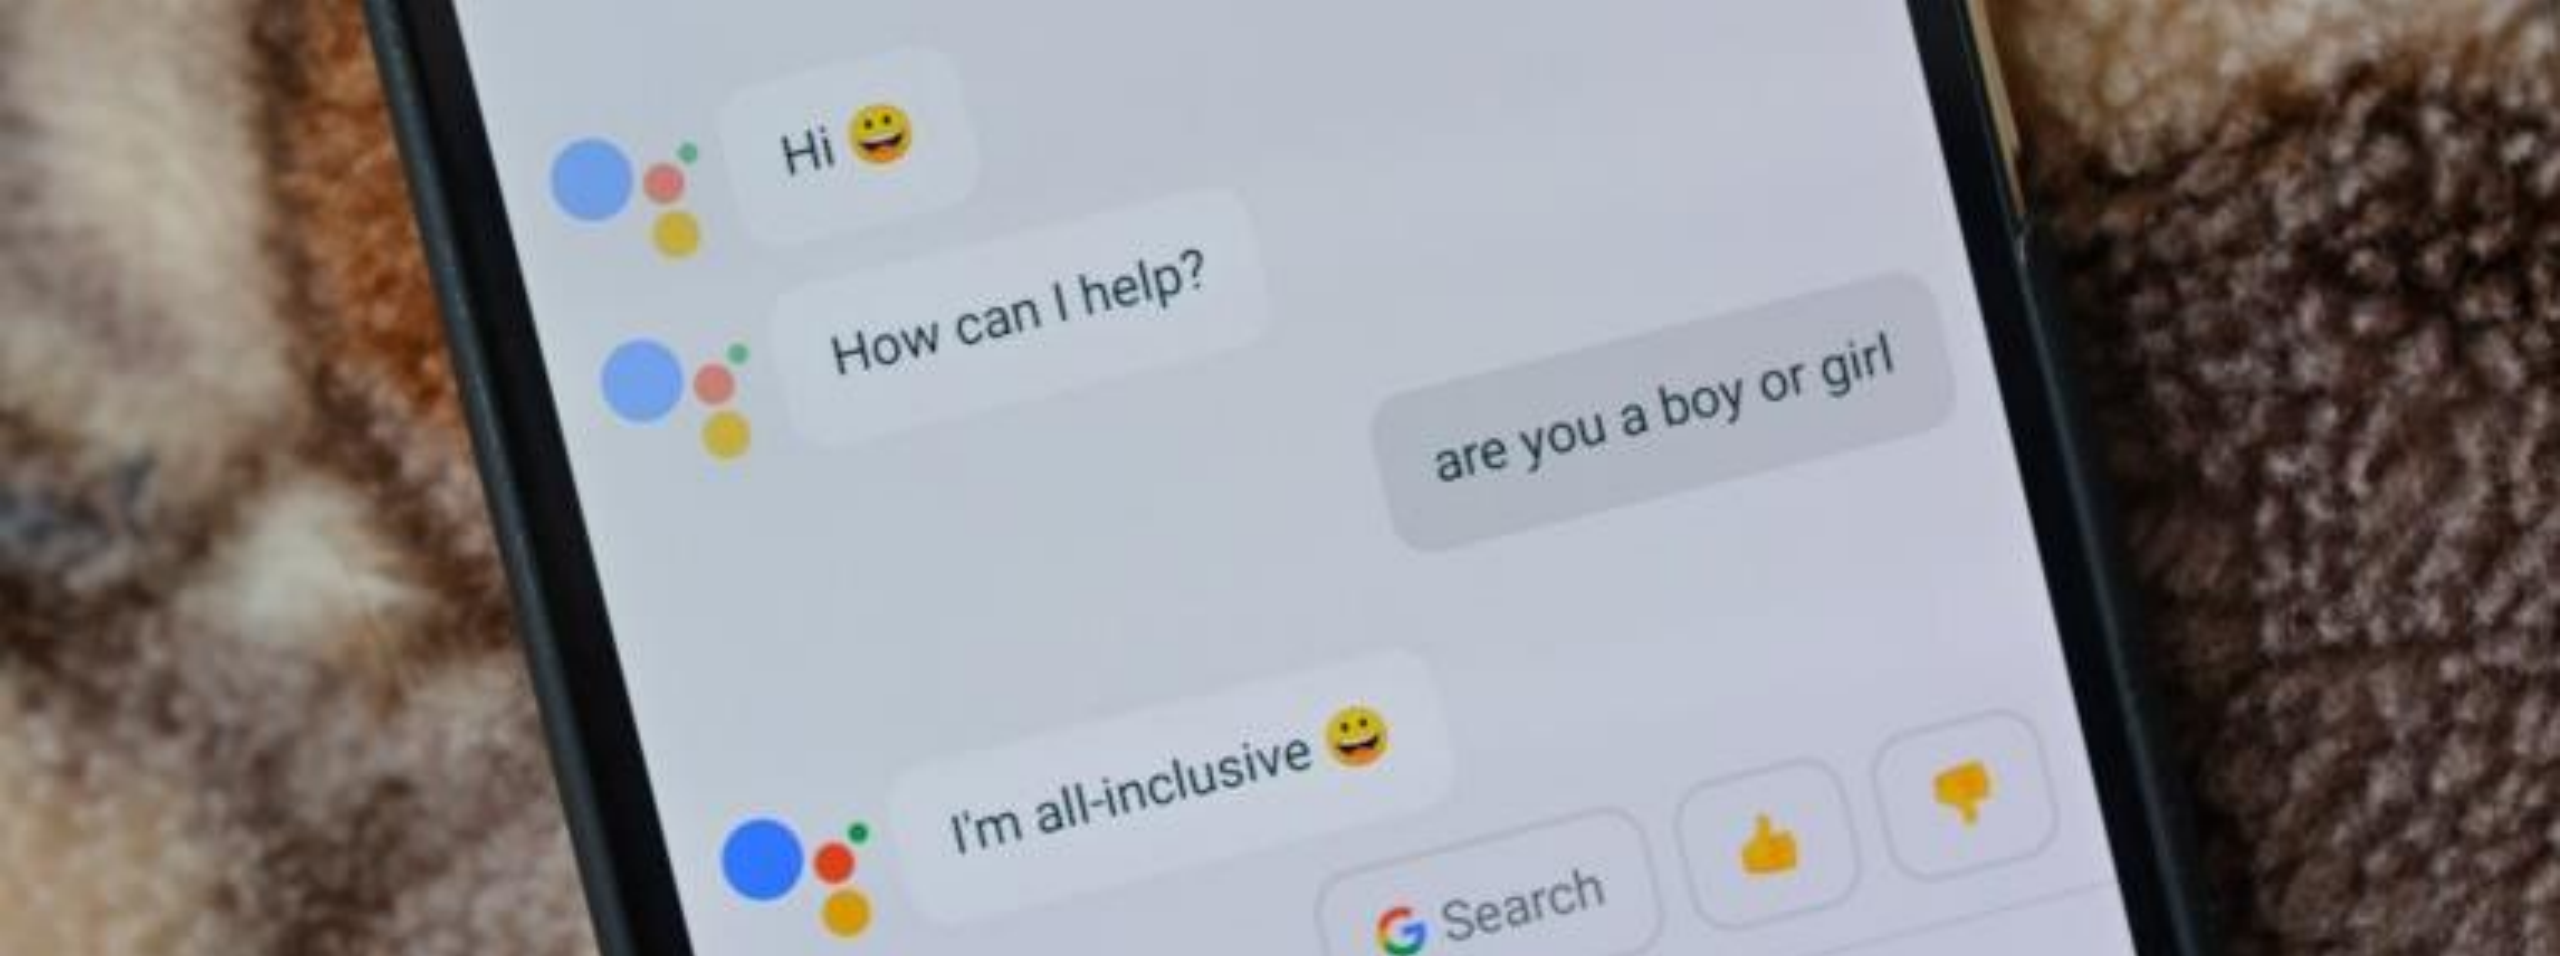 Hi 😀
How can I help?
are you a boy or girl
I'm all-inclusive 😀
G Search